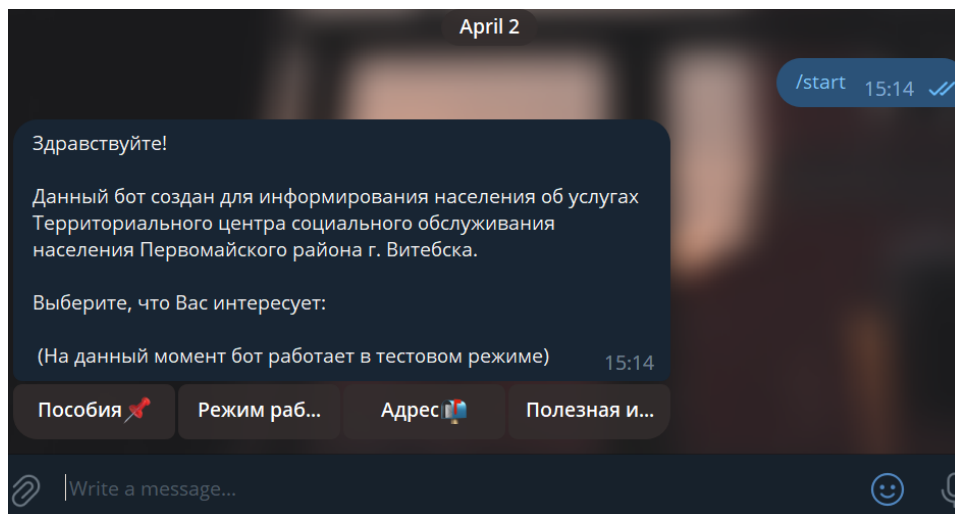 April 2
/start 15:14
Здравствуйте!
Данный бот создан для информирования населения об услугах
Территориального центра социального обслуживания
населения Первомайского района г. Витебска.
Выберите, что Вас интересует:
(На данный момент бот работает в тестовом режиме) 15:14
Пособия📌 Режим раб... Адрес📬 Полезная и...
Write a message...